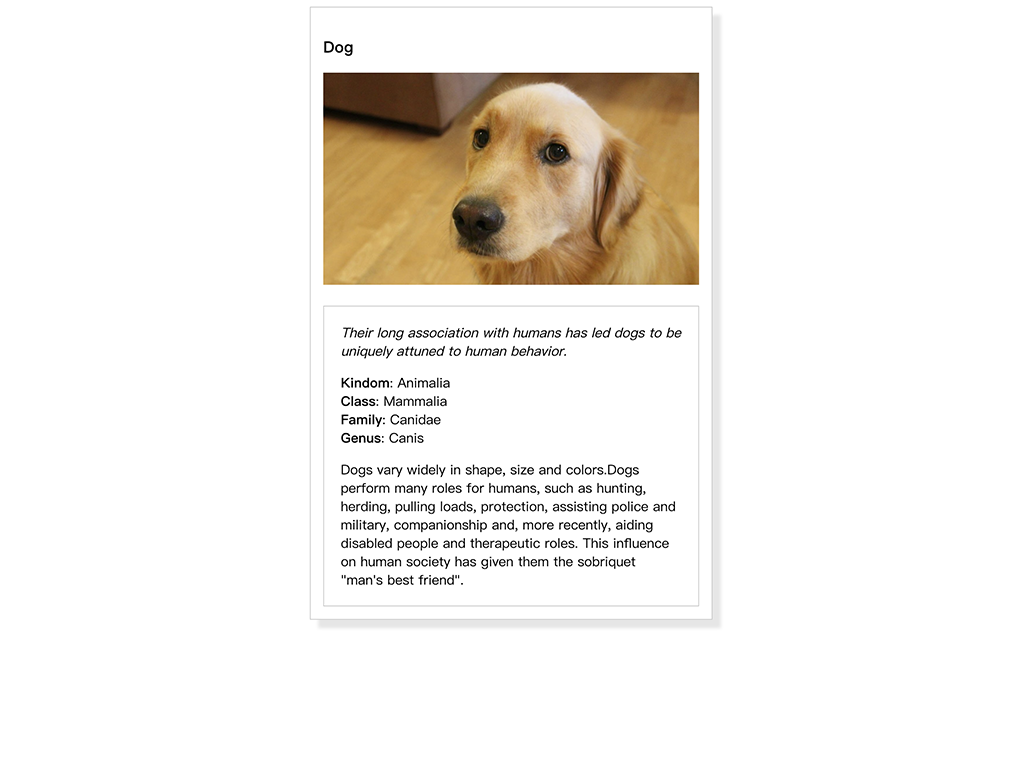 Dog
Their long association with humans has led dogs to be
uniquely attuned to human behavior.
Kindom: Animalia
Class: Mammalia
Family: Canidae
Genus: Canis
Dogs vary widely in shape, size and colors.Dogs
perform many roles for humans, such as hunting,
herding, pulling loads, protection, assisting police and
military, companionship and, more recently, aiding
disabled people and therapeutic roles. This influence
on human society has given them the sobriquet
"man's best friend".